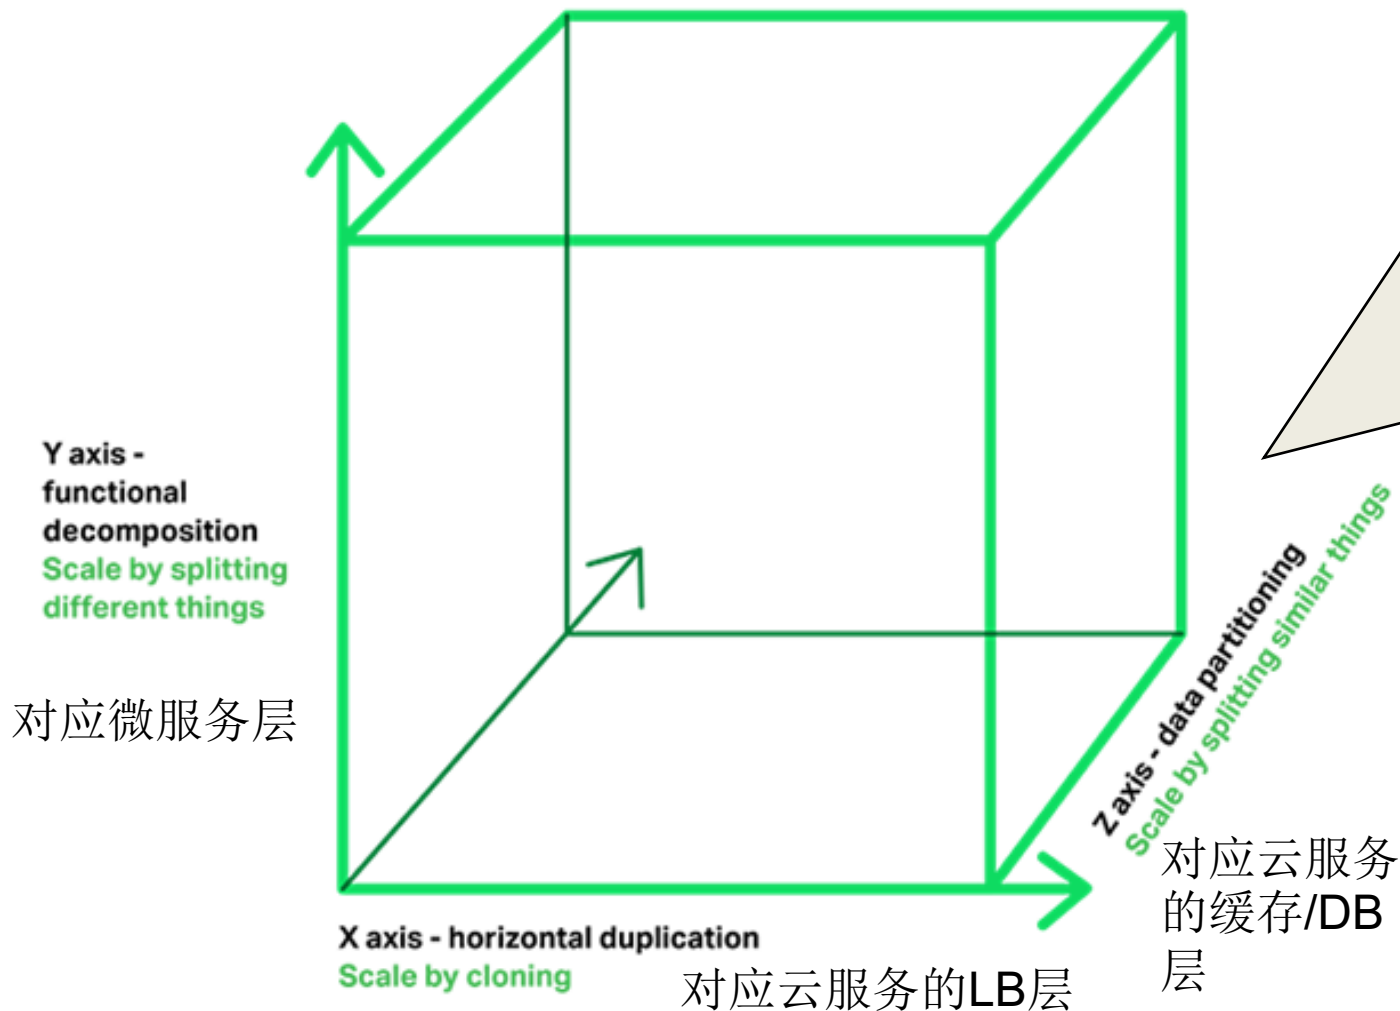 Y axis -
functional
decomposition
Scale by splitting
different things
对应微服务层
Z axis - data partitioning
Scale by splitting similar things
对应云服务
的缓存/DB
层
X axis - horizontal duplication
Scale by cloning
对应云服务的LB层